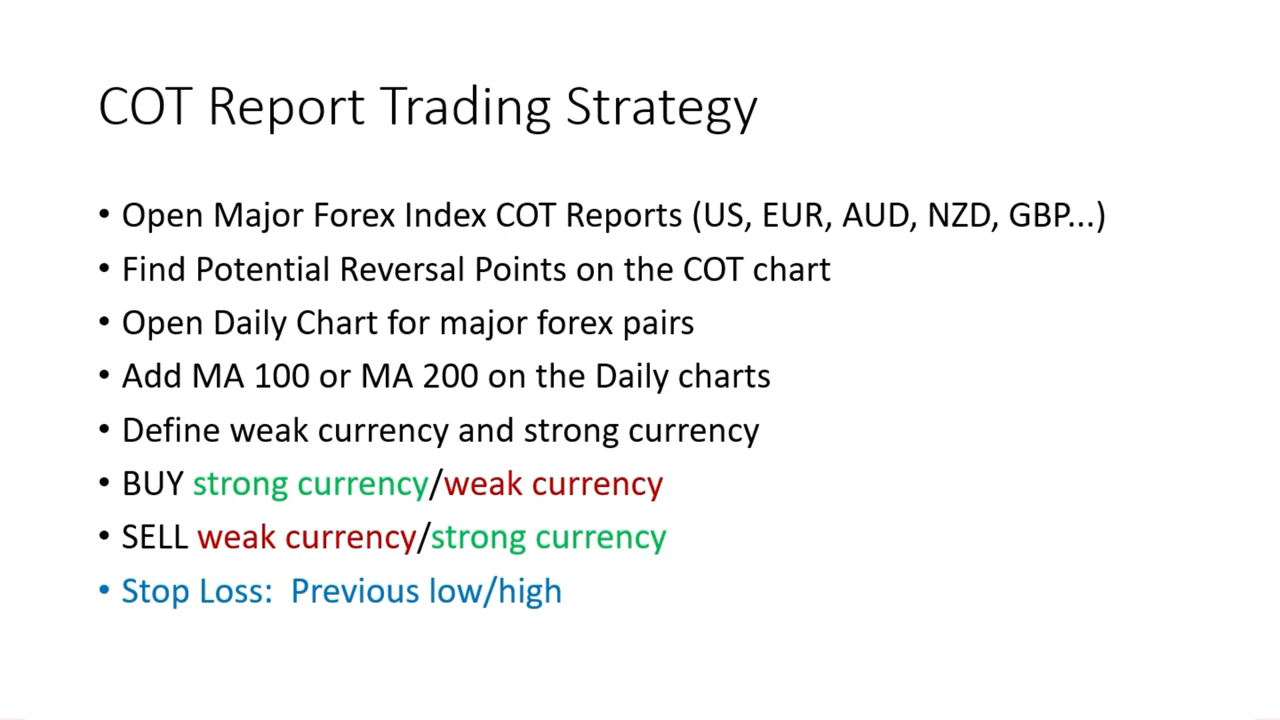 COT Report Trading Strategy
• Open Major Forex Index COT Reports (US, EUR, AUD, NZD, GBP...)
• Find Potential Reversal Points on the COT chart
• Open Daily Chart for major forex pairs
• Add MA 100 or MA 200 on the Daily charts
• Define weak currency and strong currency
• BUY strong currency/weak currency
• SELL weak currency/strong currency
• Stop Loss:  Previous low/high